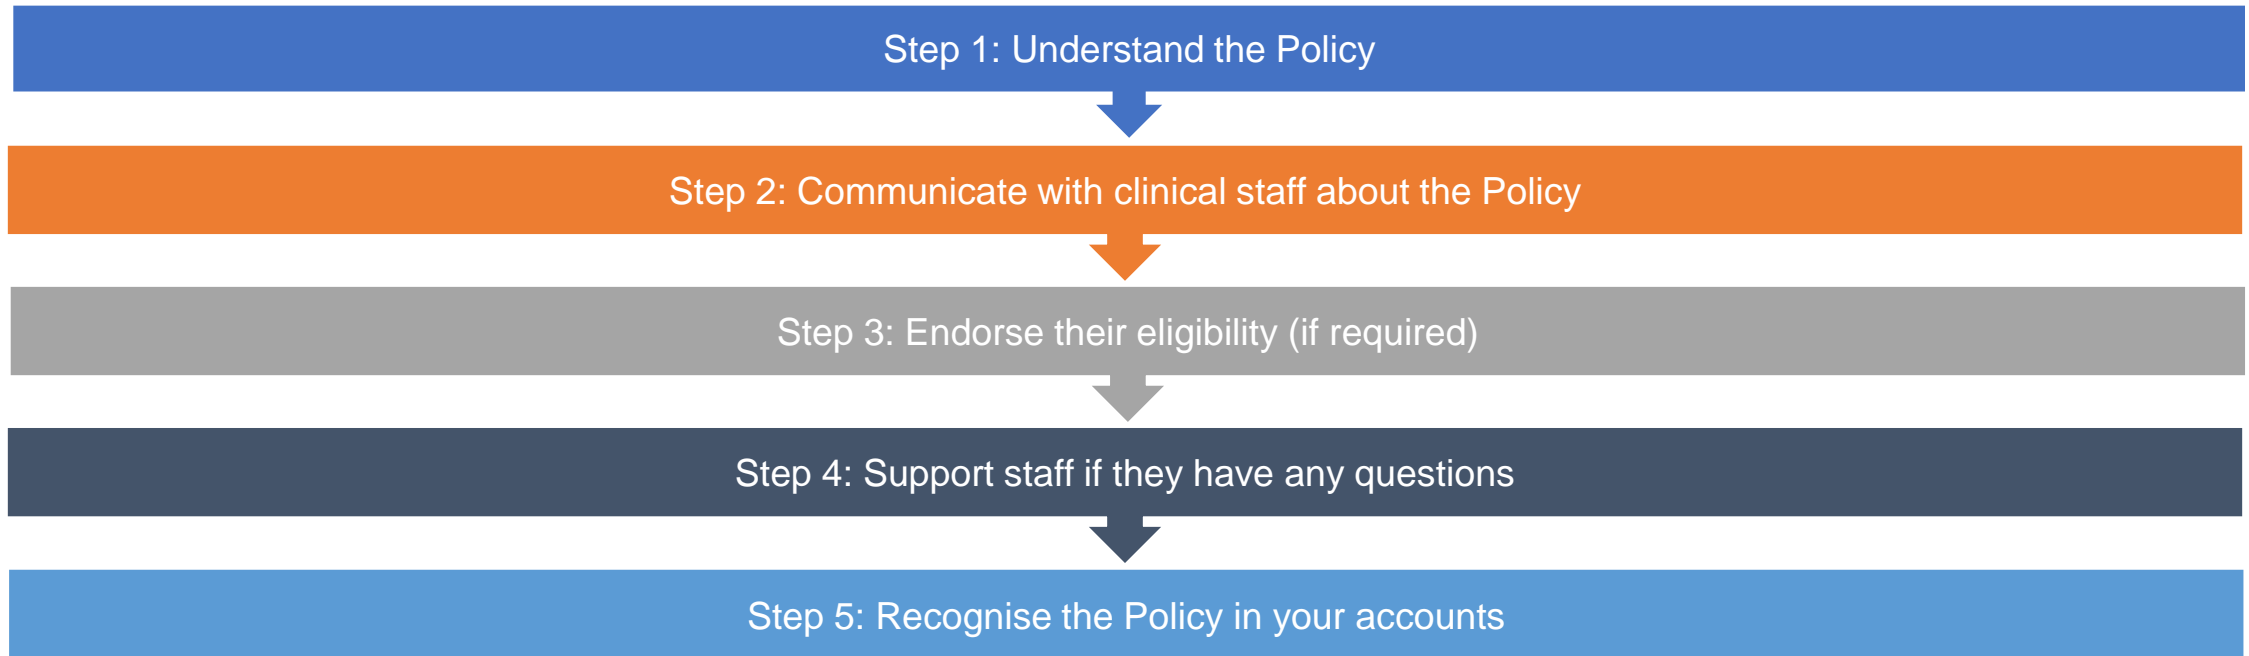 Step 1: Understand the Policy
Step 2: Communicate with clinical staff about the Policy
Step 3: Endorse their eligibility (if required)
Step 4: Support staff if they have any questions
Step 5: Recognise the Policy in your accounts